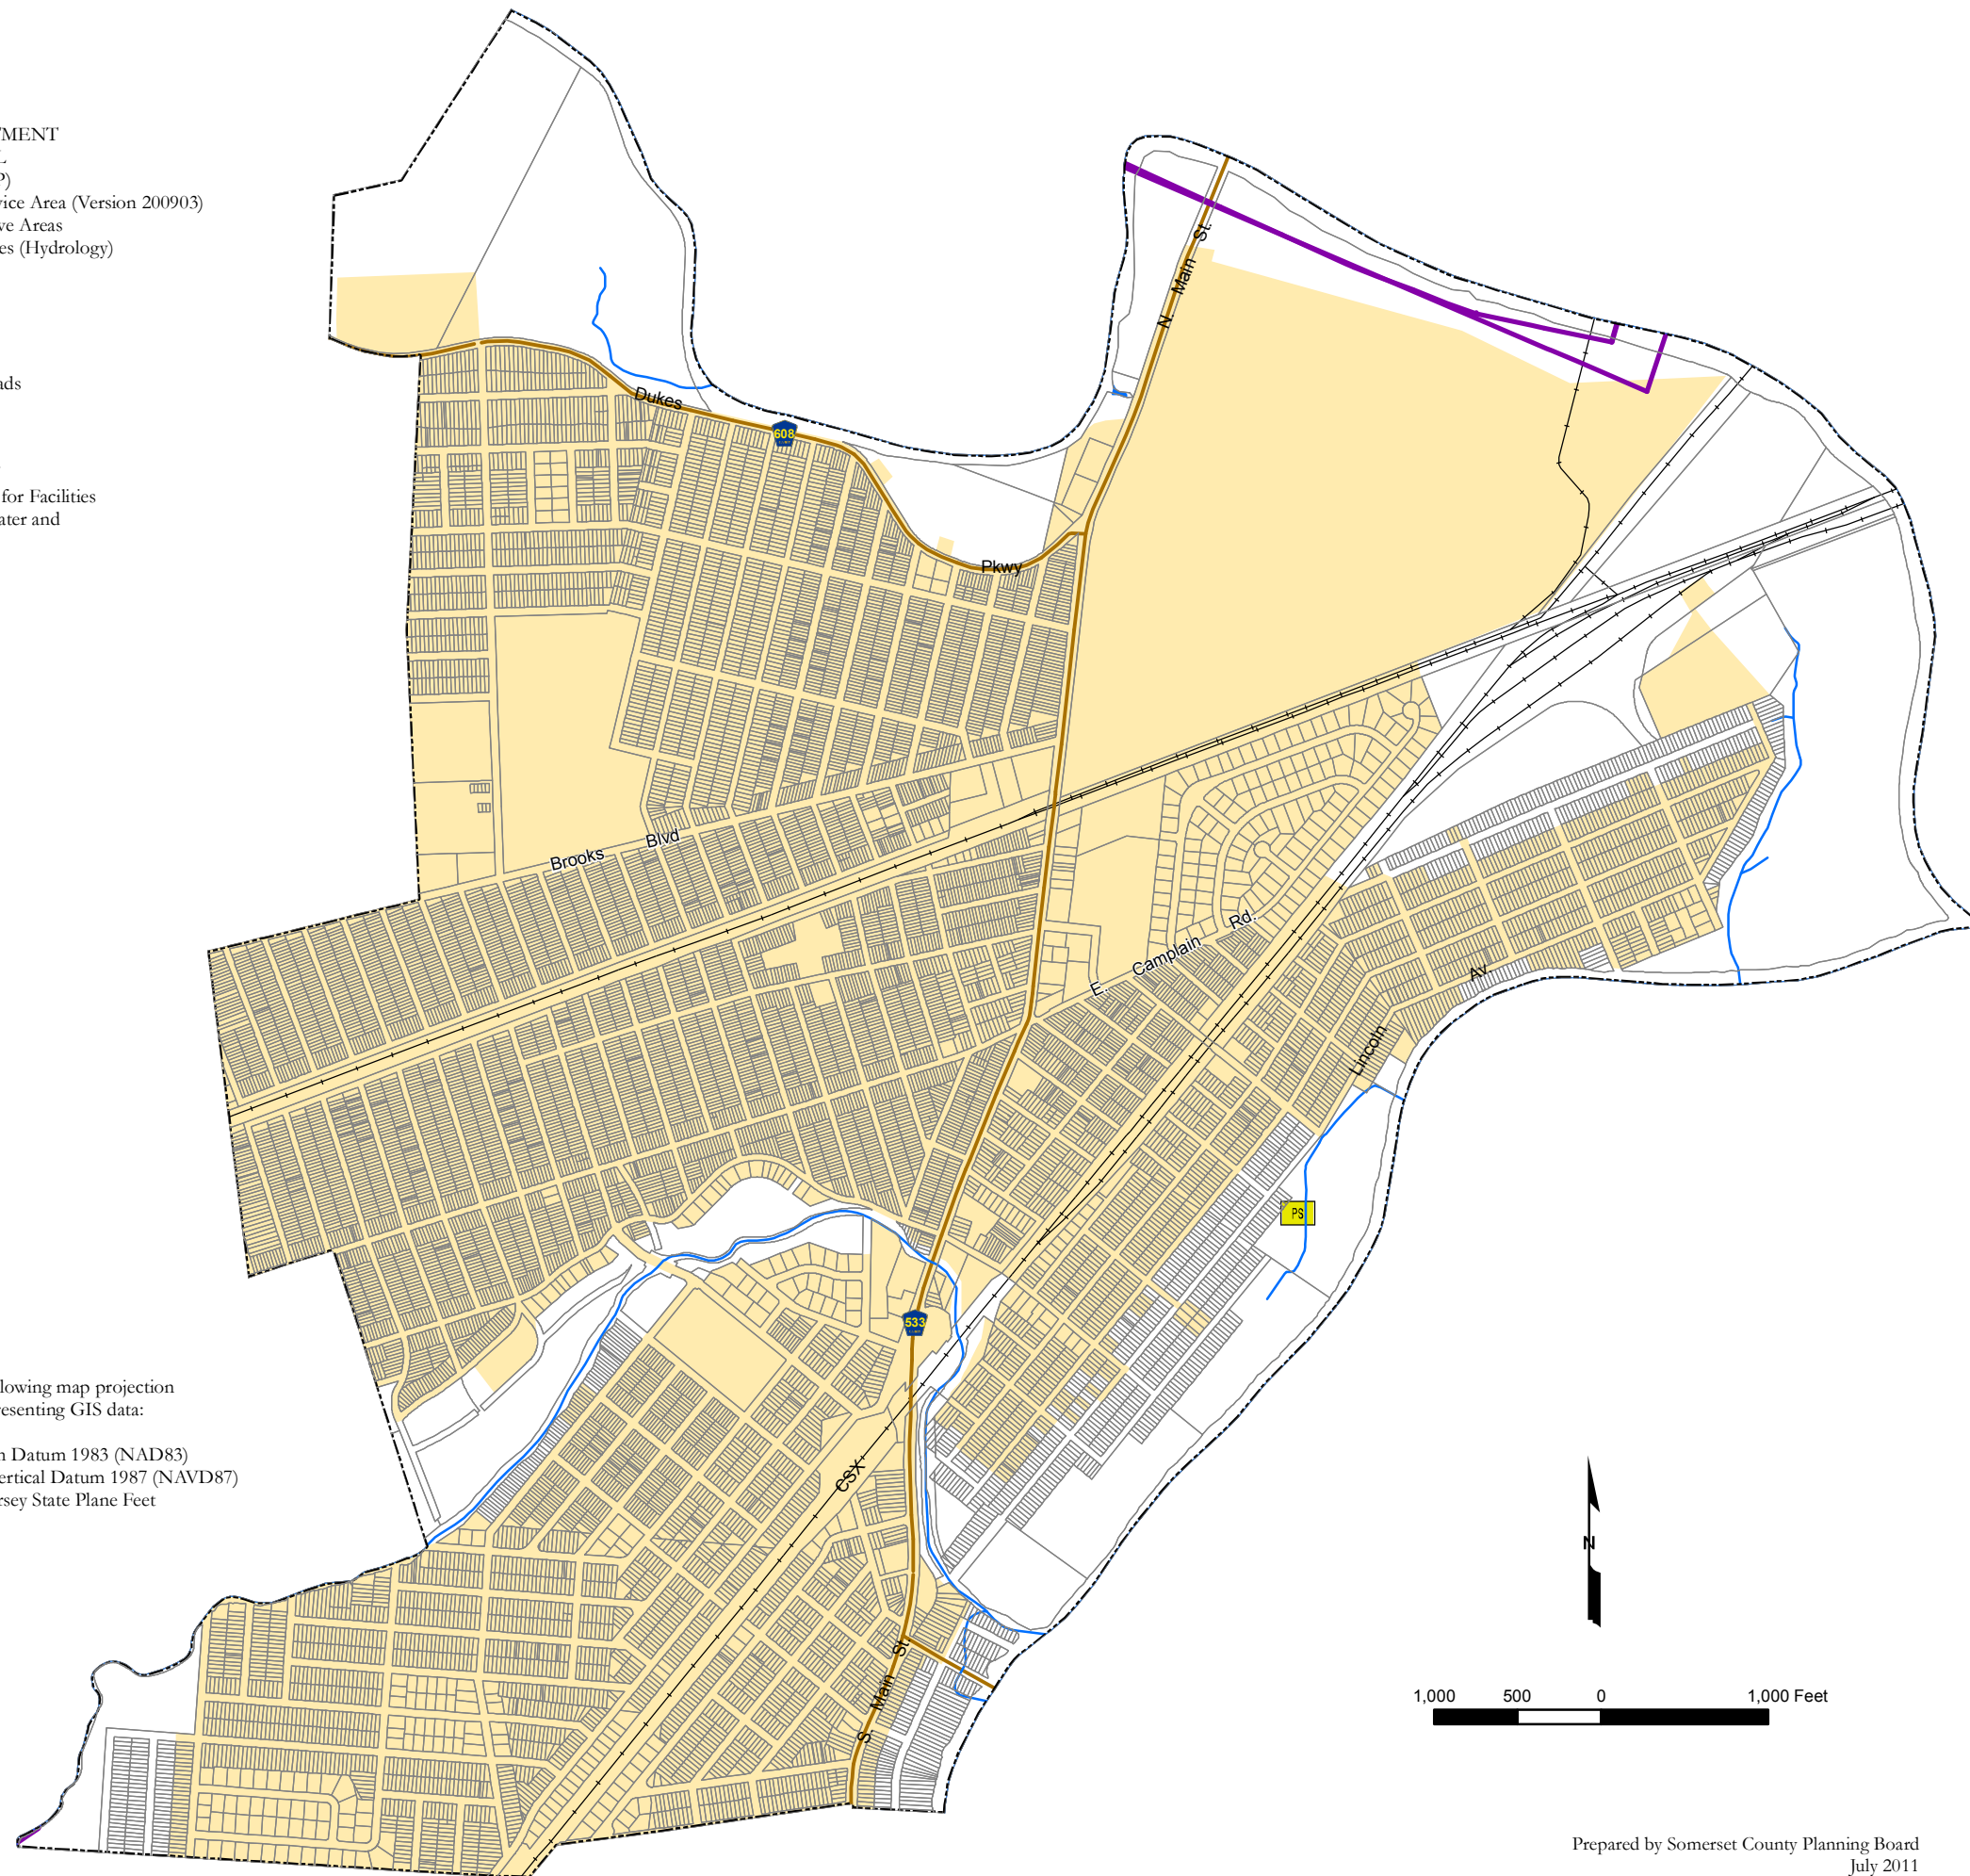 MENT
L
P)
vice Area (Version 200903)
ve Areas
es (Hydrology)
ads
for Facilities
ater and
lowing map projection
resenting GIS data:
n Datum 1983 (NAD83)
ertical Datum 1987 (NAVD87)
rsey State Plane Feet
Dukes
608
Pkwy
N. Main St.
Brooks Blvd
E. Camplain Rd.
Lincoln Av
PS
533
CSX
S. Main St.
N
1,000 500 0 1,000 Feet
Prepared by Somerset County Planning Board
July 2011